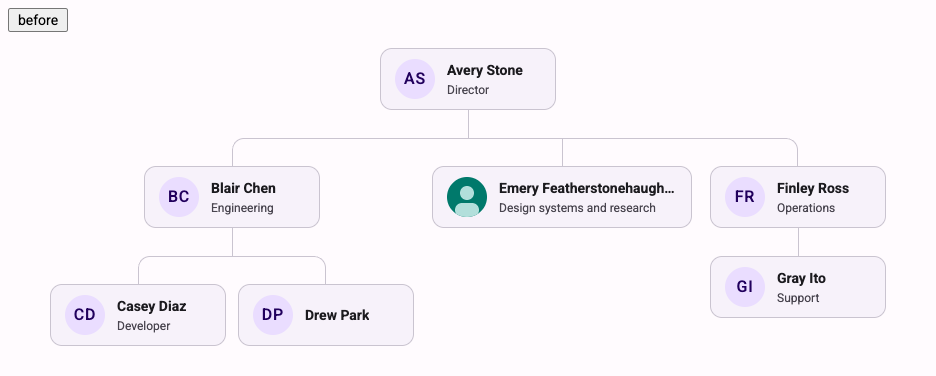 before
AS
Avery Stone
Director
BC
Blair Chen
Engineering
Emery Featherstonehaugh...
Design systems and research
FR
Finley Ross
Operations
CD
Casey Diaz
Developer
DP
Drew Park
GI
Gray Ito
Support